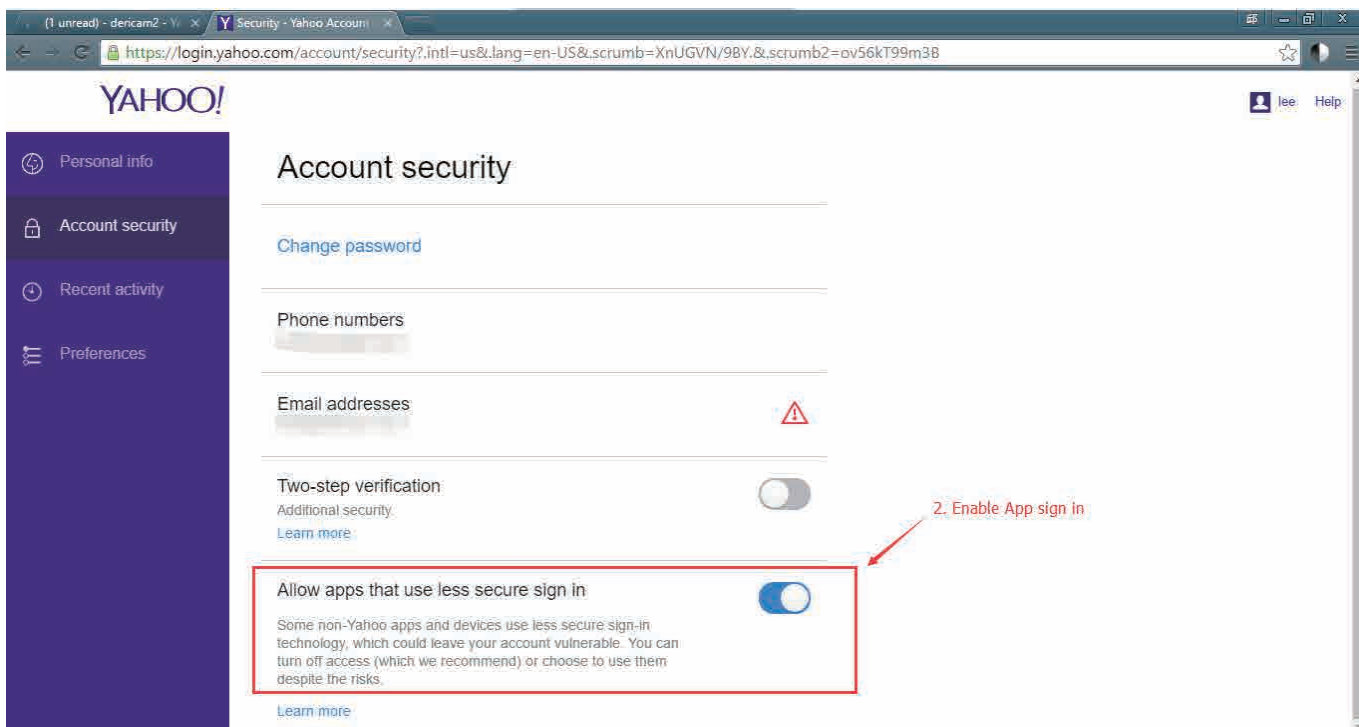 (1 unread) - dericam2 - Y
Security - Yahoo Account
https://login.yahoo.com/account/security?.intl=us&.lang=en-US&.scrumb=XnUGVN/9BY.&.scrumb2=ov56kT99m3B
YAHOO!
lee Help
Personal info
Account security
Recent activity
Preferences
Account security
Change password
Phone numbers
Email addresses
Two-step verification
Additional security.
Learn more
2. Enable App sign in
Allow apps that use less secure sign in
Some non-Yahoo apps and devices use less secure sign-in
technology, which could leave your account vulnerable. You can
turn off access (which we recommend) or choose to use them
despite the risks.
Learn more